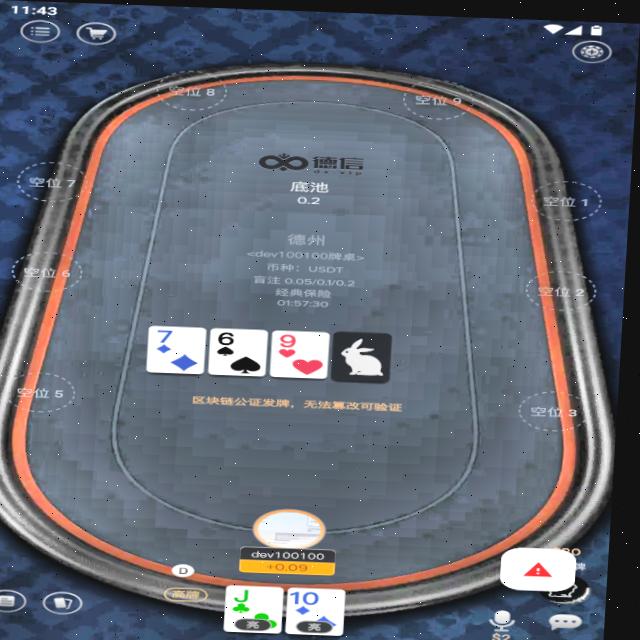 11:43
空位 8
空位 9
德信
dx.vip
底池
0.2
空位 7
空位 1
德州
<dev100100牌桌>
币种: USDT
盲注 0.05/0.1/0.2
经典保险
01:57:30
空位 6
空位 2
7
6
9
空位 5
区块链公证发牌，无法篡改可验证
空位 3
dev100100
+0.09
D
高牌
J
10
亮
亮